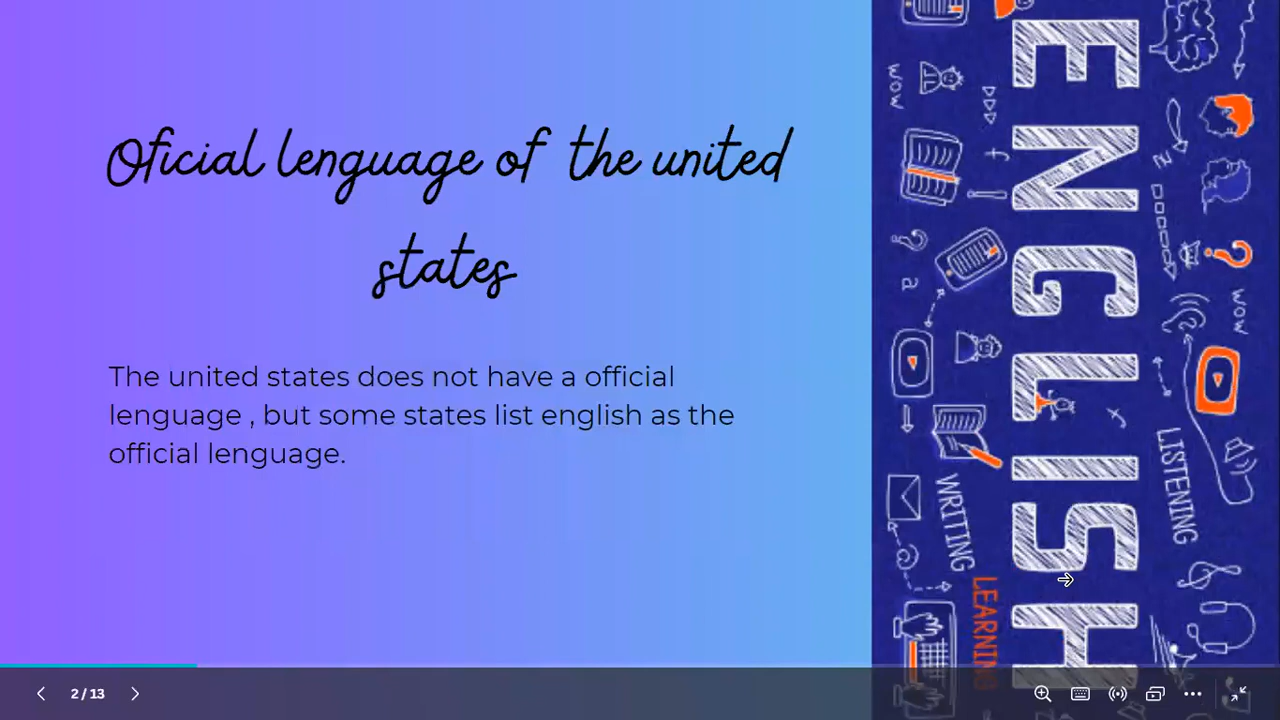 Oficial lenguage of the united
states
The united states does not have a official
lenguage , but some states list english as the
official lenguage.
ENGLISH
wow
a
wow
LISTENING
WRITING
LEARNIN
2 / 13